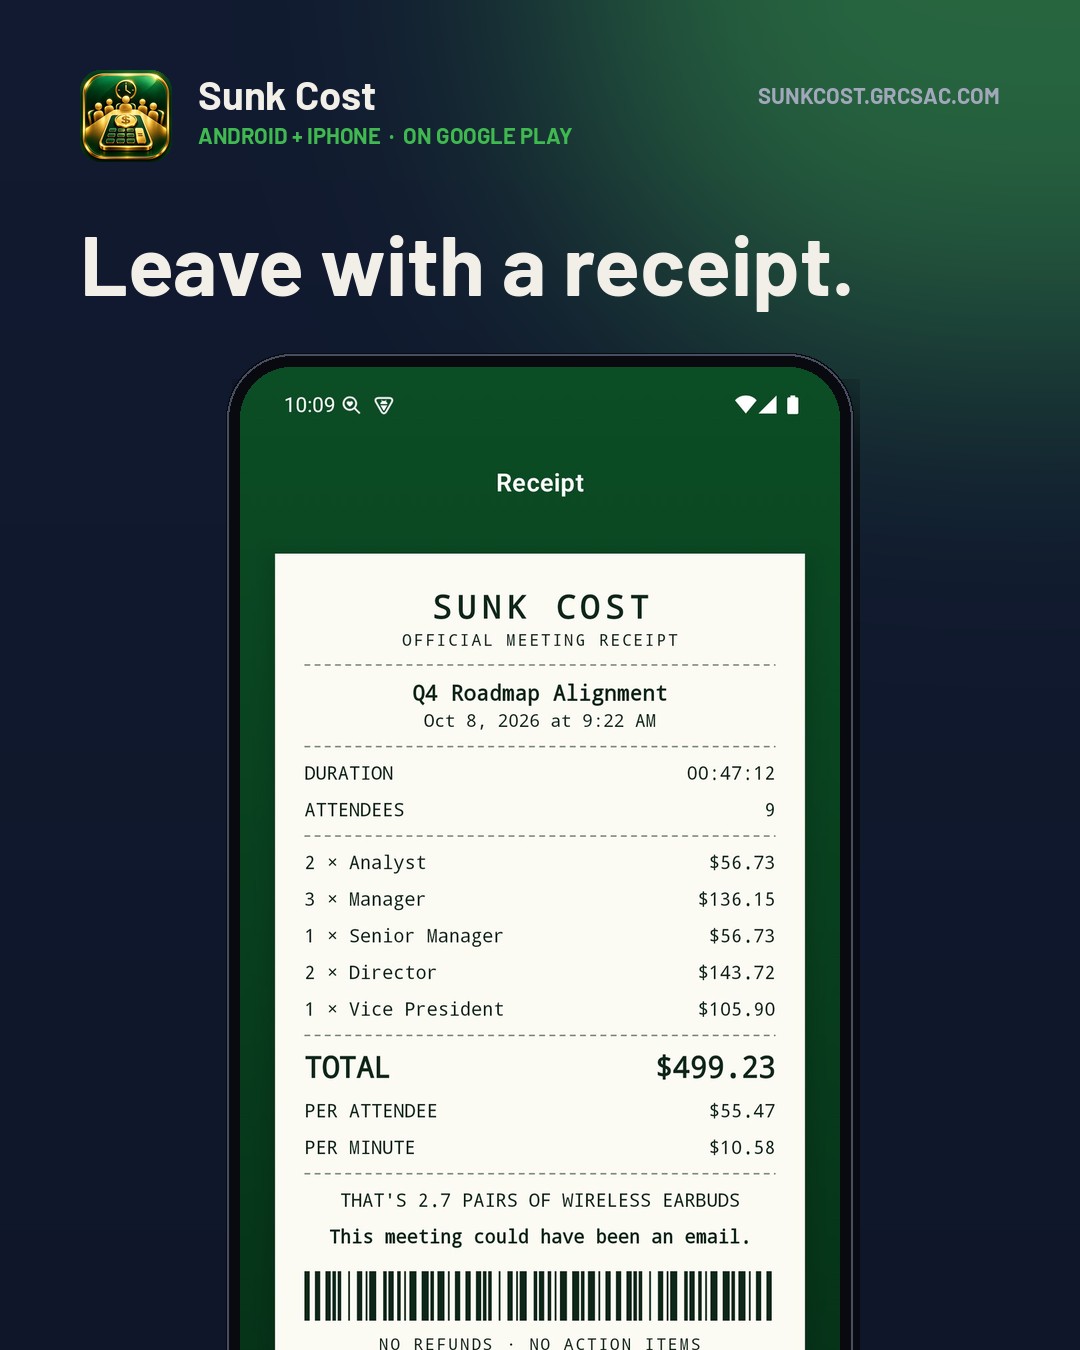 Sunk Cost
ANDROID + IPHONE · ON GOOGLE PLAY
SUNKCOST.GRCSAC.COM
Leave with a receipt.
10:09
Receipt
SUNK COST
OFFICIAL MEETING RECEIPT
Q4 Roadmap Alignment
Oct 8, 2026 at 9:22 AM
DURATION 00:47:12
ATTENDEES 9
2 × Analyst $56.73
3 × Manager $136.15
1 × Senior Manager $56.73
2 × Director $143.72
1 × Vice President $105.90
TOTAL $499.23
PER ATTENDEE $55.47
PER MINUTE $10.58
THAT'S 2.7 PAIRS OF WIRELESS EARBUDS
This meeting could have been an email.
NO REFUNDS · NO ACTION ITEMS